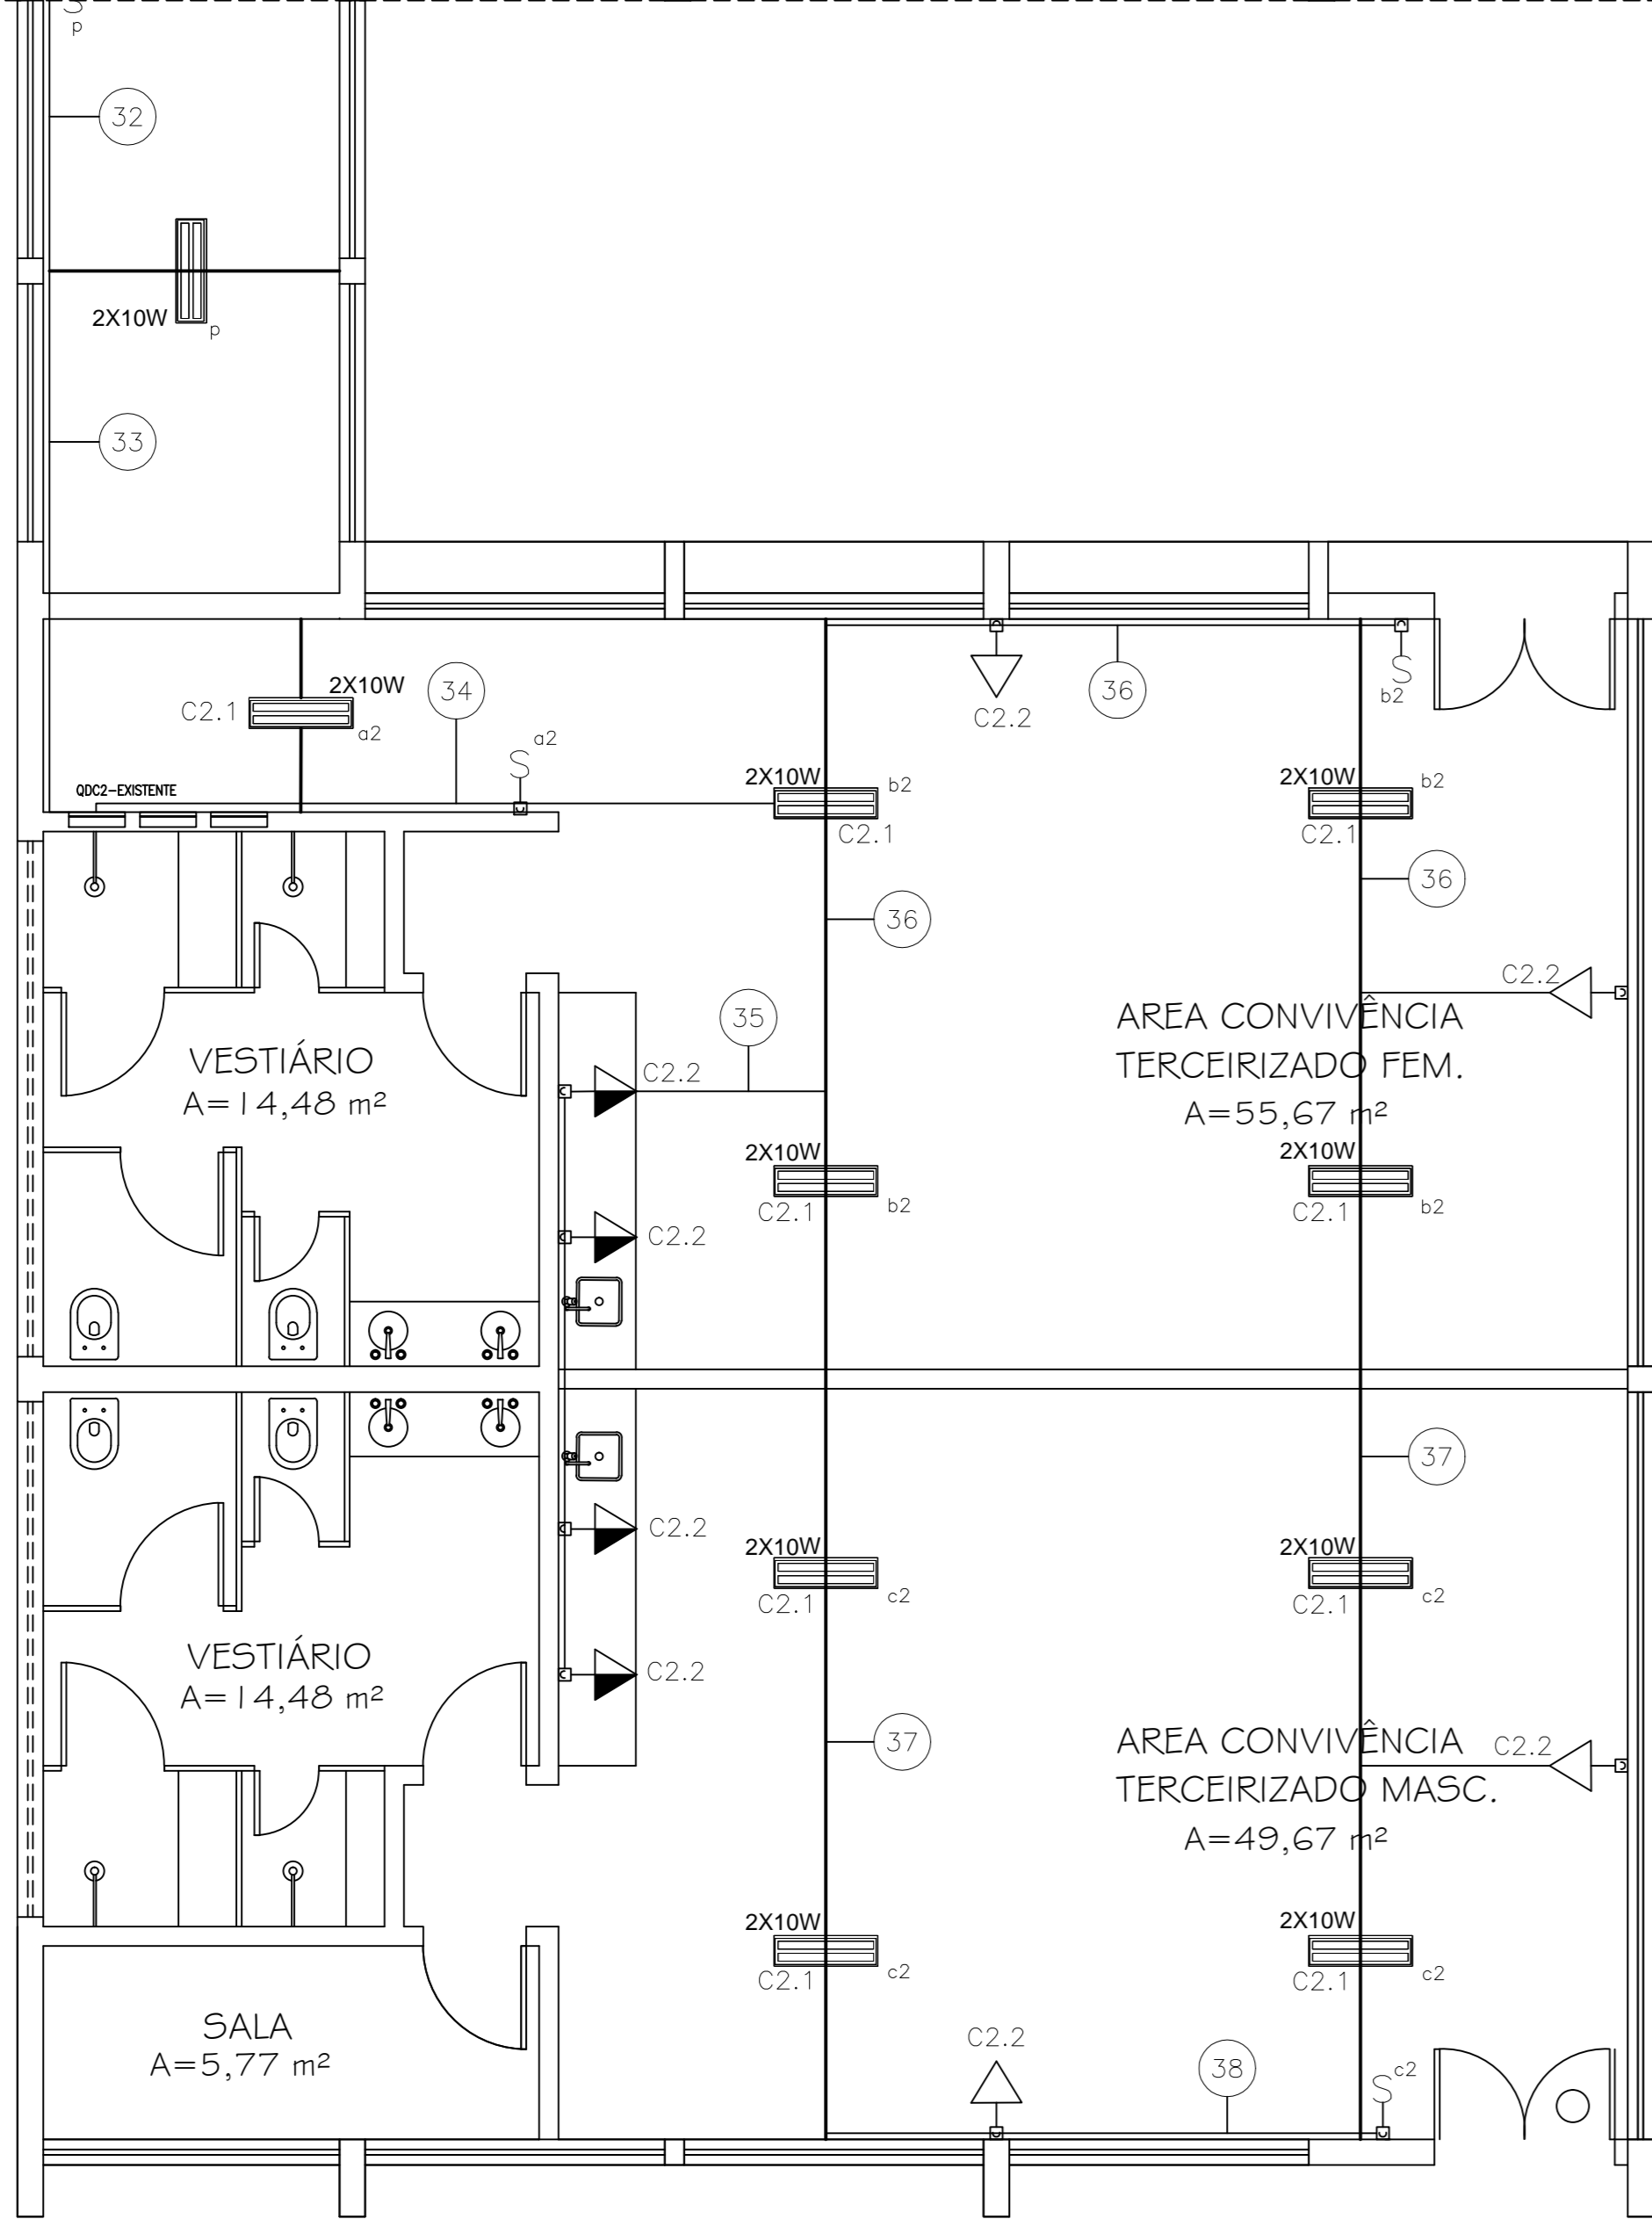 S
p
32
2X10W
p
33
2X10W
34
C2.1
a2
a2
S
QDC2-EXISTENTE
C2.2
36
S
b2
2X10W
b2
C2.1
2X10W
b2
C2.1
36
36
C2.2
35
C2.2
AREA CONVIVÊNCIA
TERCEIRIZADO FEM.
A=55,67 m²
VESTIÁRIO
A=14,48 m²
2X10W
C2.1
b2
2X10W
C2.1
b2
C2.2
37
C2.2
2X10W
C2.1
c2
2X10W
C2.1
c2
VESTIÁRIO
A=14,48 m²
C2.2
37
AREA CONVIVÊNCIA
TERCEIRIZADO MASC.
A=49,67 m²
C2.2
2X10W
C2.1
c2
2X10W
C2.1
c2
SALA
A=5,77 m²
C2.2
38
S
c2